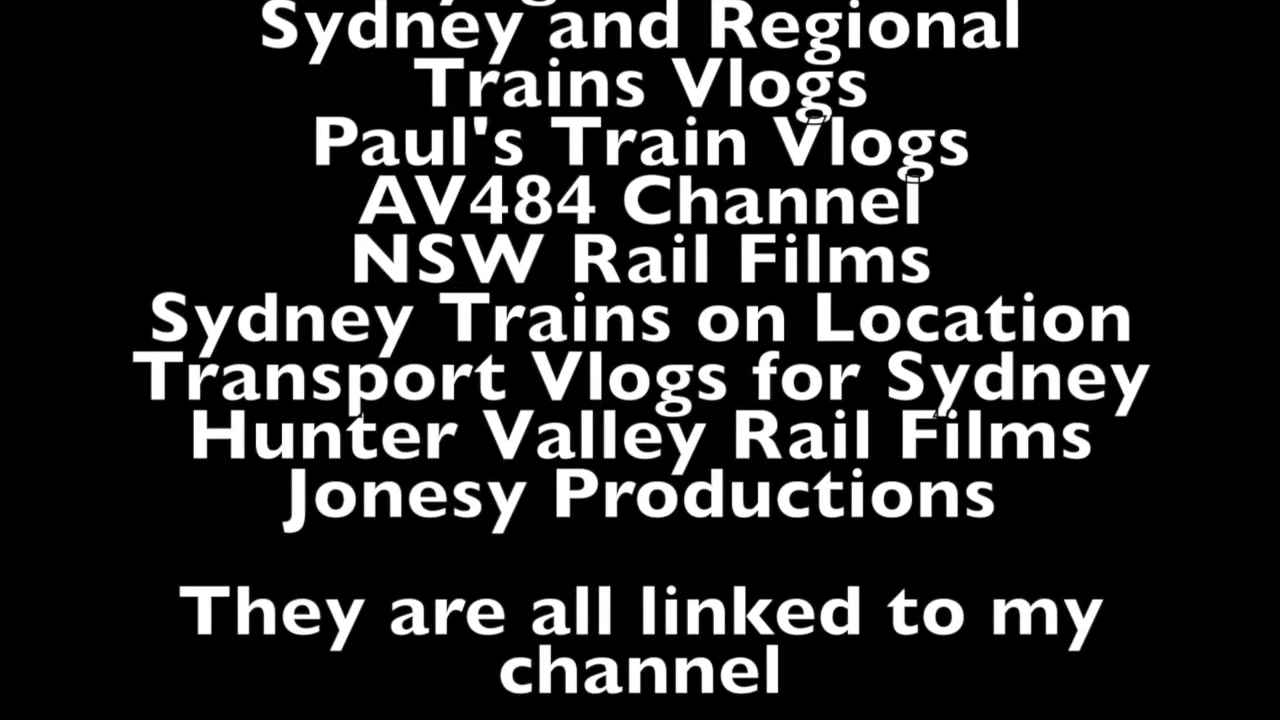 Sydney and Regional
Trains Vlogs
Paul's Train Vlogs
AV484 Channel
NSW Rail Films
Sydney Trains on Location
Transport Vlogs for Sydney
Hunter Valley Rail Films
Jonesy Productions
They are all linked to my
channel